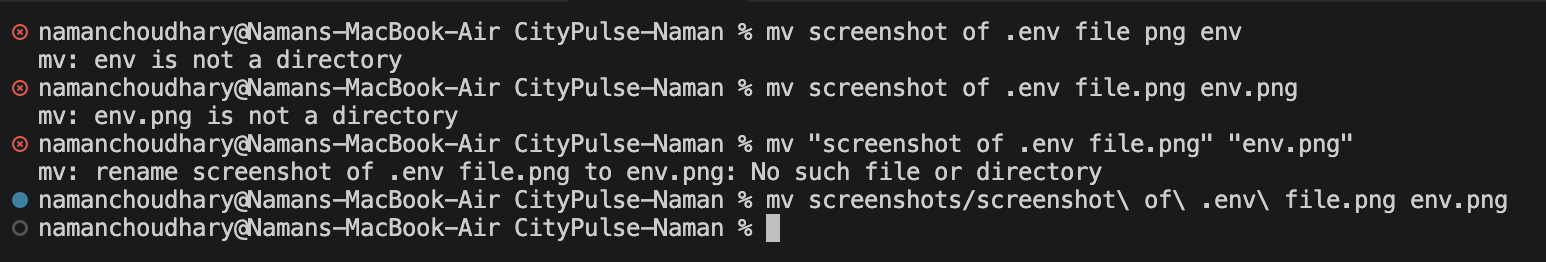 namanchoudhary@Namans-MacBook-Air CityPulse-Naman % mv screenshot of .env file png env
mv: env is not a directory
namanchoudhary@Namans-MacBook-Air CityPulse-Naman % mv screenshot of .env file.png env.png
mv: env.png is not a directory
namanchoudhary@Namans-MacBook-Air CityPulse-Naman % mv "screenshot of .env file.png" "env.png"
mv: rename screenshot of .env file.png to env.png: No such file or directory
namanchoudhary@Namans-MacBook-Air CityPulse-Naman % mv screenshots/screenshot\ of\ .env\ file.png env.png
namanchoudhary@Namans-MacBook-Air CityPulse-Naman %